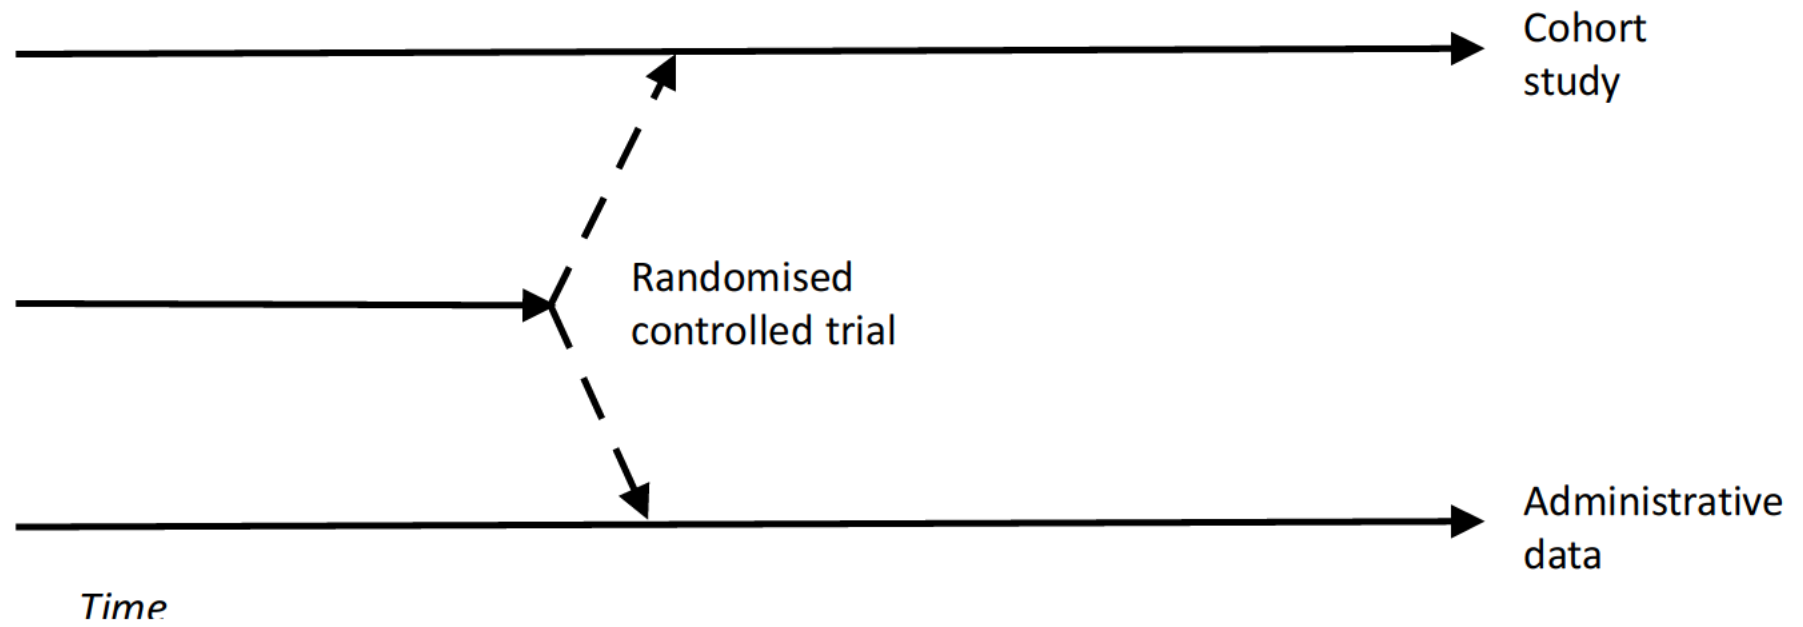 Cohort
study
Randomised
controlled trial
Administrative
data
Time